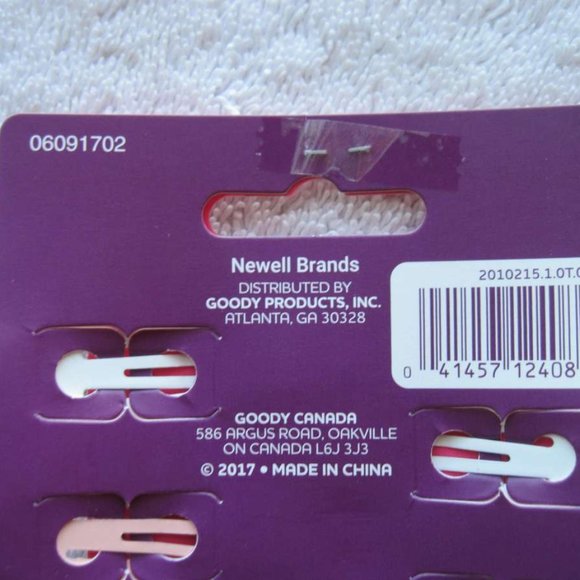 06091702
Newell Brands
DISTRIBUTED BY
GOODY PRODUCTS, INC.
ATLANTA, GA 30328
2010215.1.0T.
0 41457 12408
GOODY CANADA
586 ARGUS ROAD, OAKVILLE
ON CANADA L6J 3J3
© 2017 • MADE IN CHINA